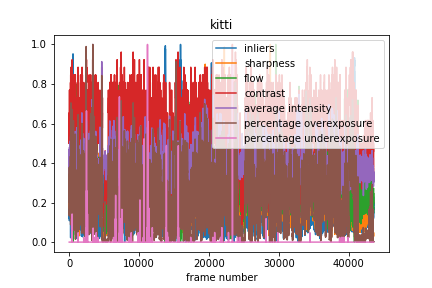 kitti
inliers
sharpness
flow
contrast
average intensity
percentage overexposure
percentage underexposure
1.0
0.8
0.6
0.4
0.2
0.0
0 10000 20000 30000 40000
frame number